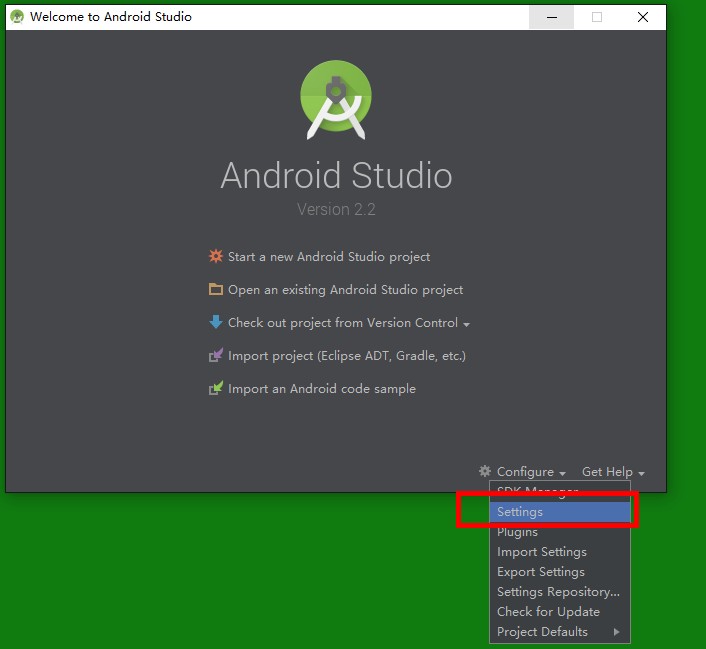 Welcome to Android Studio
Android Studio
Version 2.2
Start a new Android Studio project
Open an existing Android Studio project
Check out project from Version Control
Import project (Eclipse ADT, Gradle, etc.)
Import an Android code sample
Configure
Get Help
SDK Manager
Settings
Plugins
Import Settings
Export Settings
Settings Repository...
Check for Update
Project Defaults